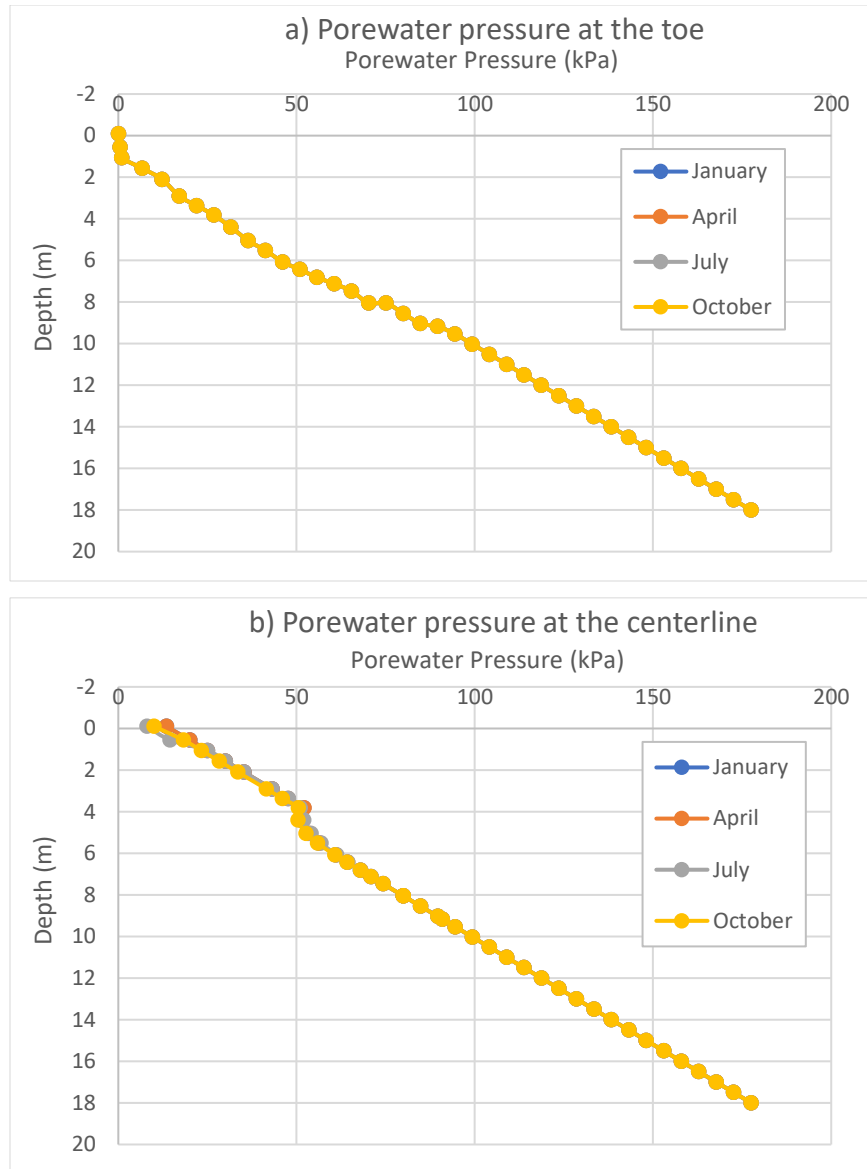 a) Porewater pressure at the toe
Porewater Pressure (kPa)
0 50 100 150 200
-2
0
2
4
6
8
10
12
14
16
18
20
Depth (m)
January
April
July
October
b) Porewater pressure at the centerline
Porewater Pressure (kPa)
0 50 100 150 200
-2
0
2
4
6
8
10
12
14
16
18
20
Depth (m)
January
April
July
October